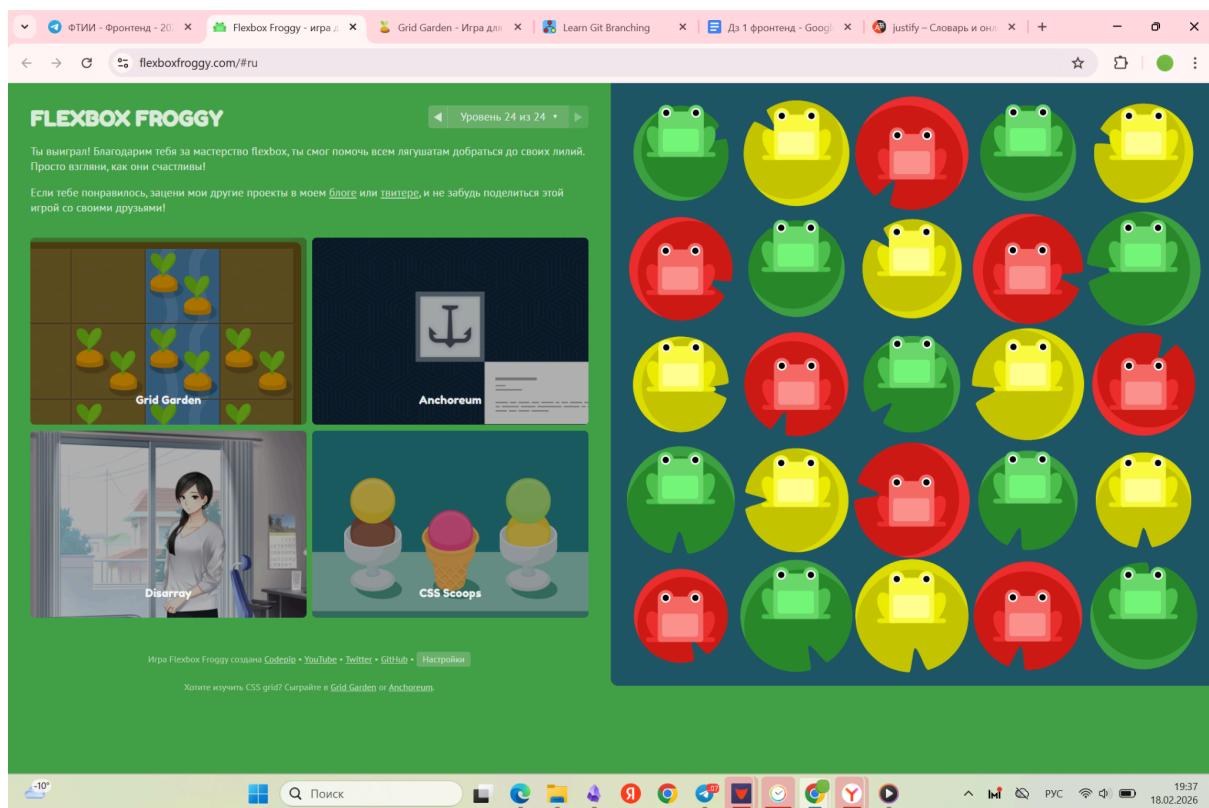 ФТИИ - Фронтенд - 20
Flexbox Froggy - игра д
Grid Garden - Игра для
Learn Git Branching
Дз 1 фронтенд - Googl
justify – Словарь и онл
flexboxfroggy.com/#ru
FLEXBOX FROGGY
Уровень 24 из 24
Ты выиграл! Благодарим тебя за мастерство flexbox, ты смог помочь всем лягушатам добраться до своих лилий.
Просто взгляни, как они счастливы!
Если тебе понравилось, зацени мои другие проекты в моем блоге или твитере, и не забудь поделиться этой
игрой со своими друзьями!
Grid Garden
Anchoreum
Disarray
CSS Scoops
Игра Flexbox Froggy создана Codepip • YouTube • Twitter • GitHub • Настройки
Хотите изучить CSS grid? Сыграйте в Grid Garden or Anchoreum.
-10°
Поиск
РУС
19:37
18.02.2026